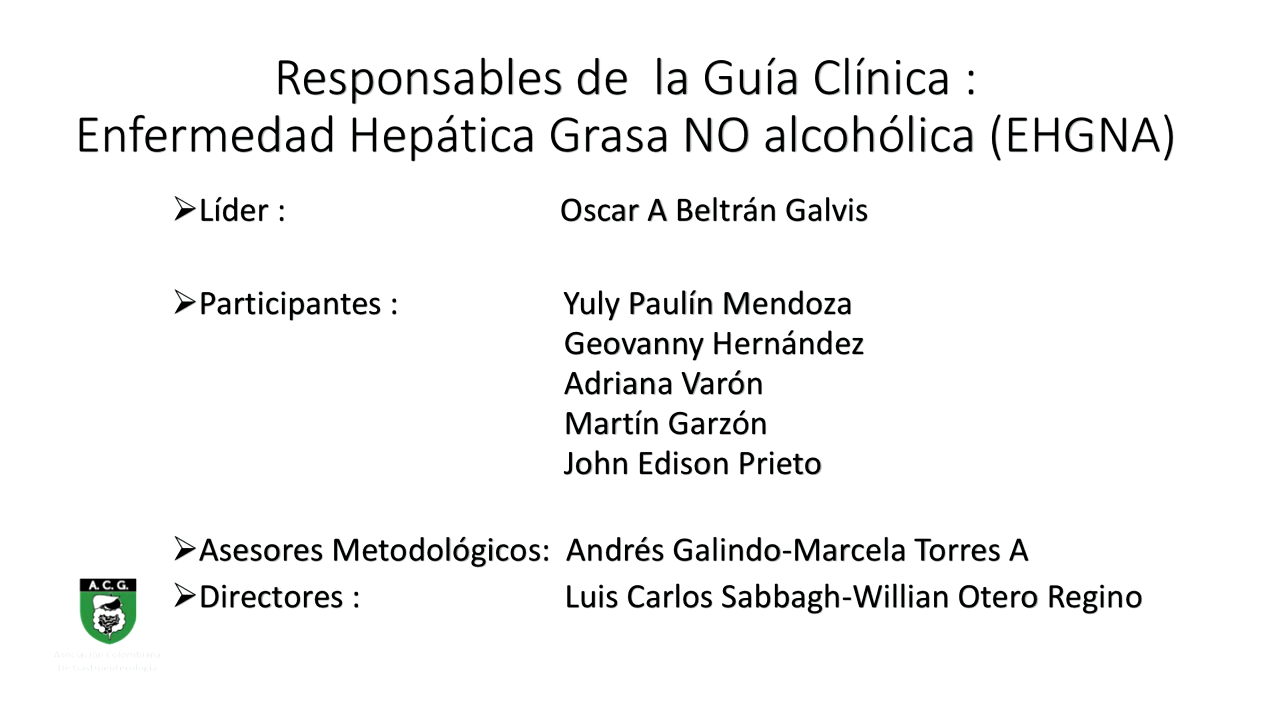 Responsables de la Guía Clínica :
Enfermedad Hepática Grasa NO alcohólica (EHGNA)
➢Líder : Oscar A Beltrán Galvis
➢Participantes : Yuly Paulín Mendoza
Geovanny Hernández
Adriana Varón
Martín Garzón
John Edison Prieto
➢Asesores Metodológicos: Andrés Galindo-Marcela Torres A
➢Directores : Luis Carlos Sabbagh-Willian Otero Regino
A. C. G.